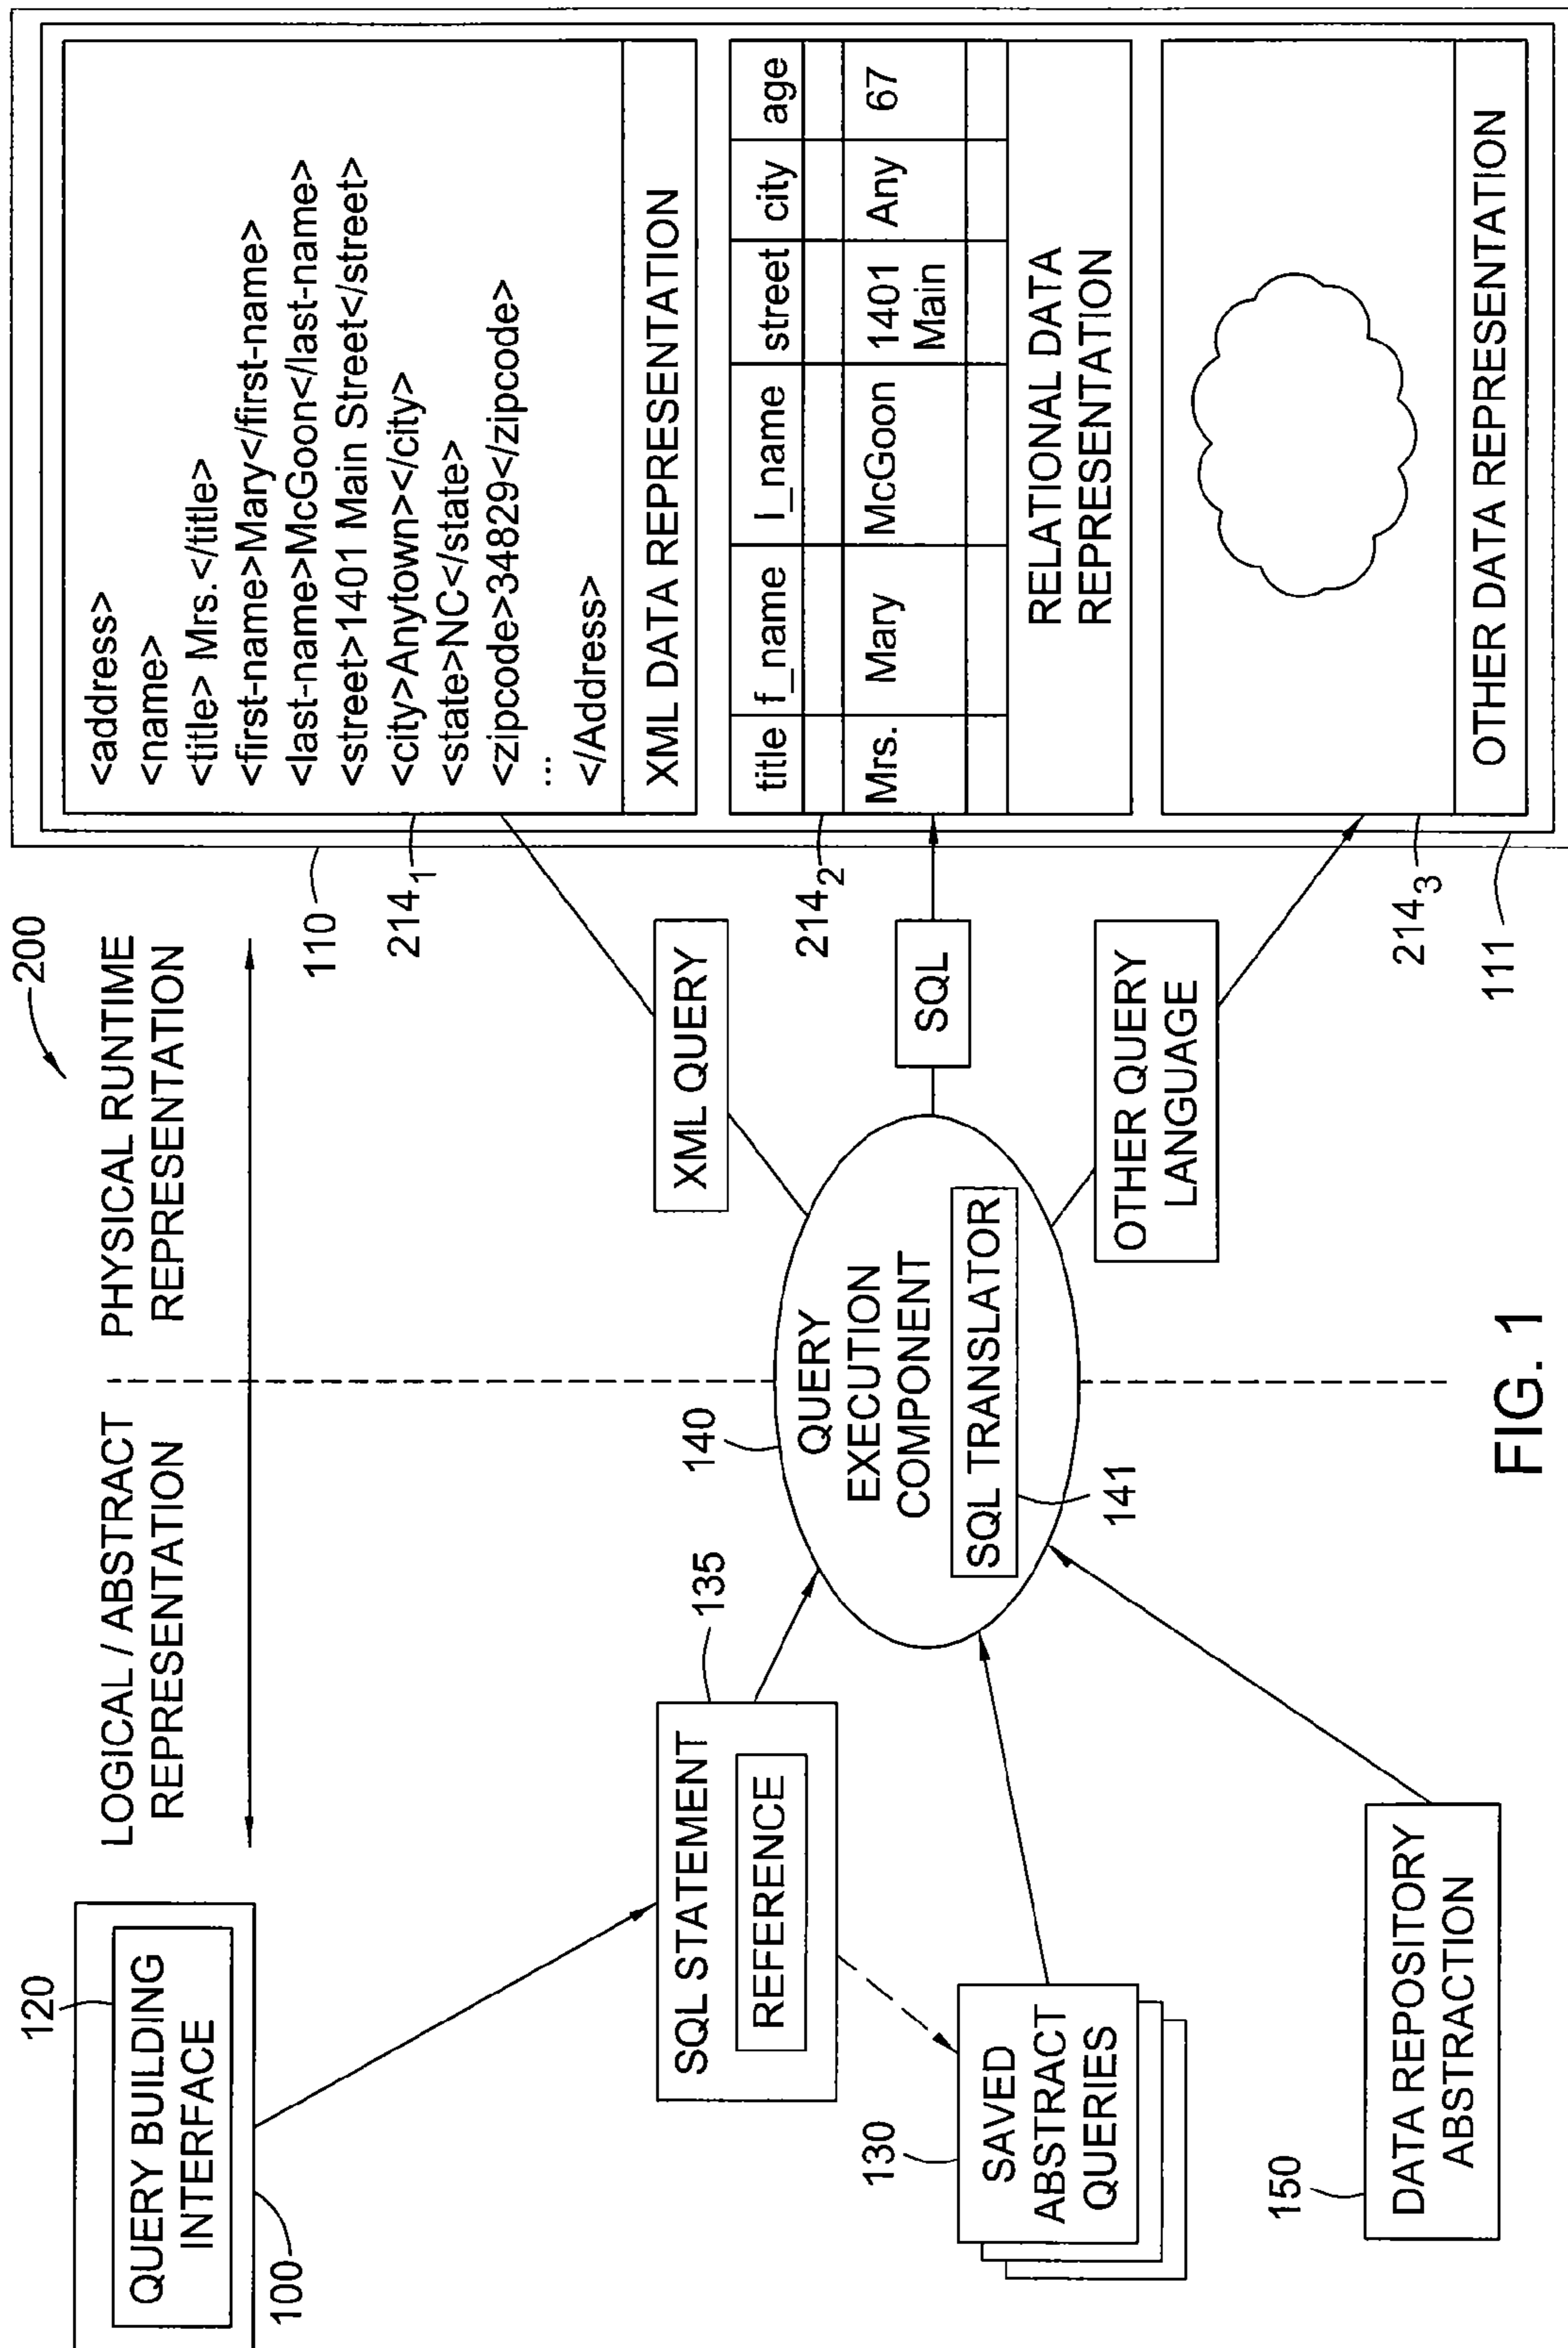 200
LOGICAL / ABSTRACT
REPRESENTATION
PHYSICAL RUNTIME
REPRESENTATION
120
QUERY BUILDING
INTERFACE
100
SQL STATEMENT
REFERENCE
135
130
SAVED
ABSTRACT
QUERIES
150
DATA REPOSITORY
ABSTRACTION
140
QUERY
EXECUTION
COMPONENT
SQL TRANSLATOR
141
XML QUERY
SQL
OTHER QUERY
LANGUAGE
110
214₁
<address>
<name>
<title> Mrs.</title>
<first-name>Mary</first-name>
<last-name>McGoon</last-name>
<street>1401 Main Street</street>
<city>Anytown></city>
<state>NC</state>
<zipcode>34829</zipcode>
...
</Address>
XML DATA REPRESENTATION
214₂
title f_name l_name street city age
Mrs. Mary McGoon 1401 Main Any 67
RELATIONAL DATA
REPRESENTATION
214₃
OTHER DATA REPRESENTATION
111
FIG. 1